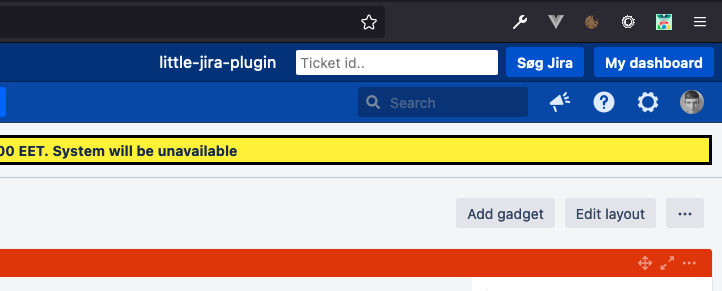 little-jira-plugin Ticket id.. Søg Jira My dashboard
Search
00 EET. System will be unavailable
Add gadget Edit layout ···